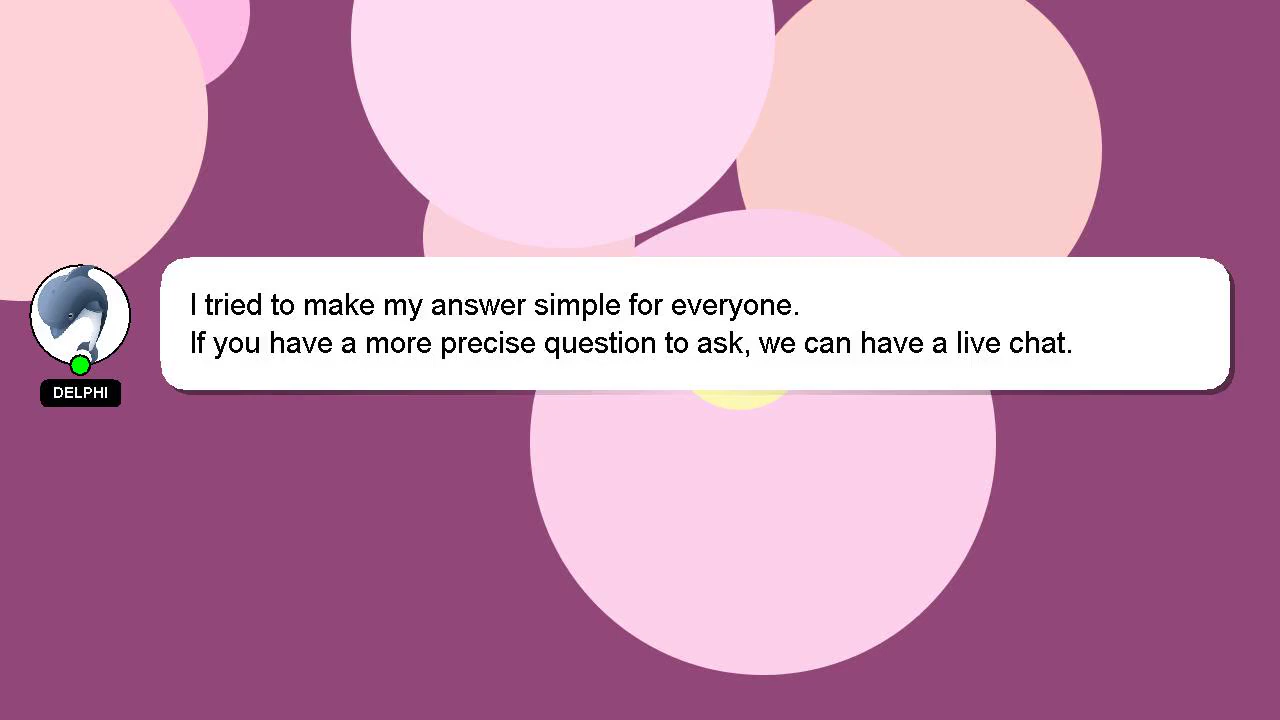 I tried to make my answer simple for everyone.
If you have a more precise question to ask, we can have a live chat.
DELPHI